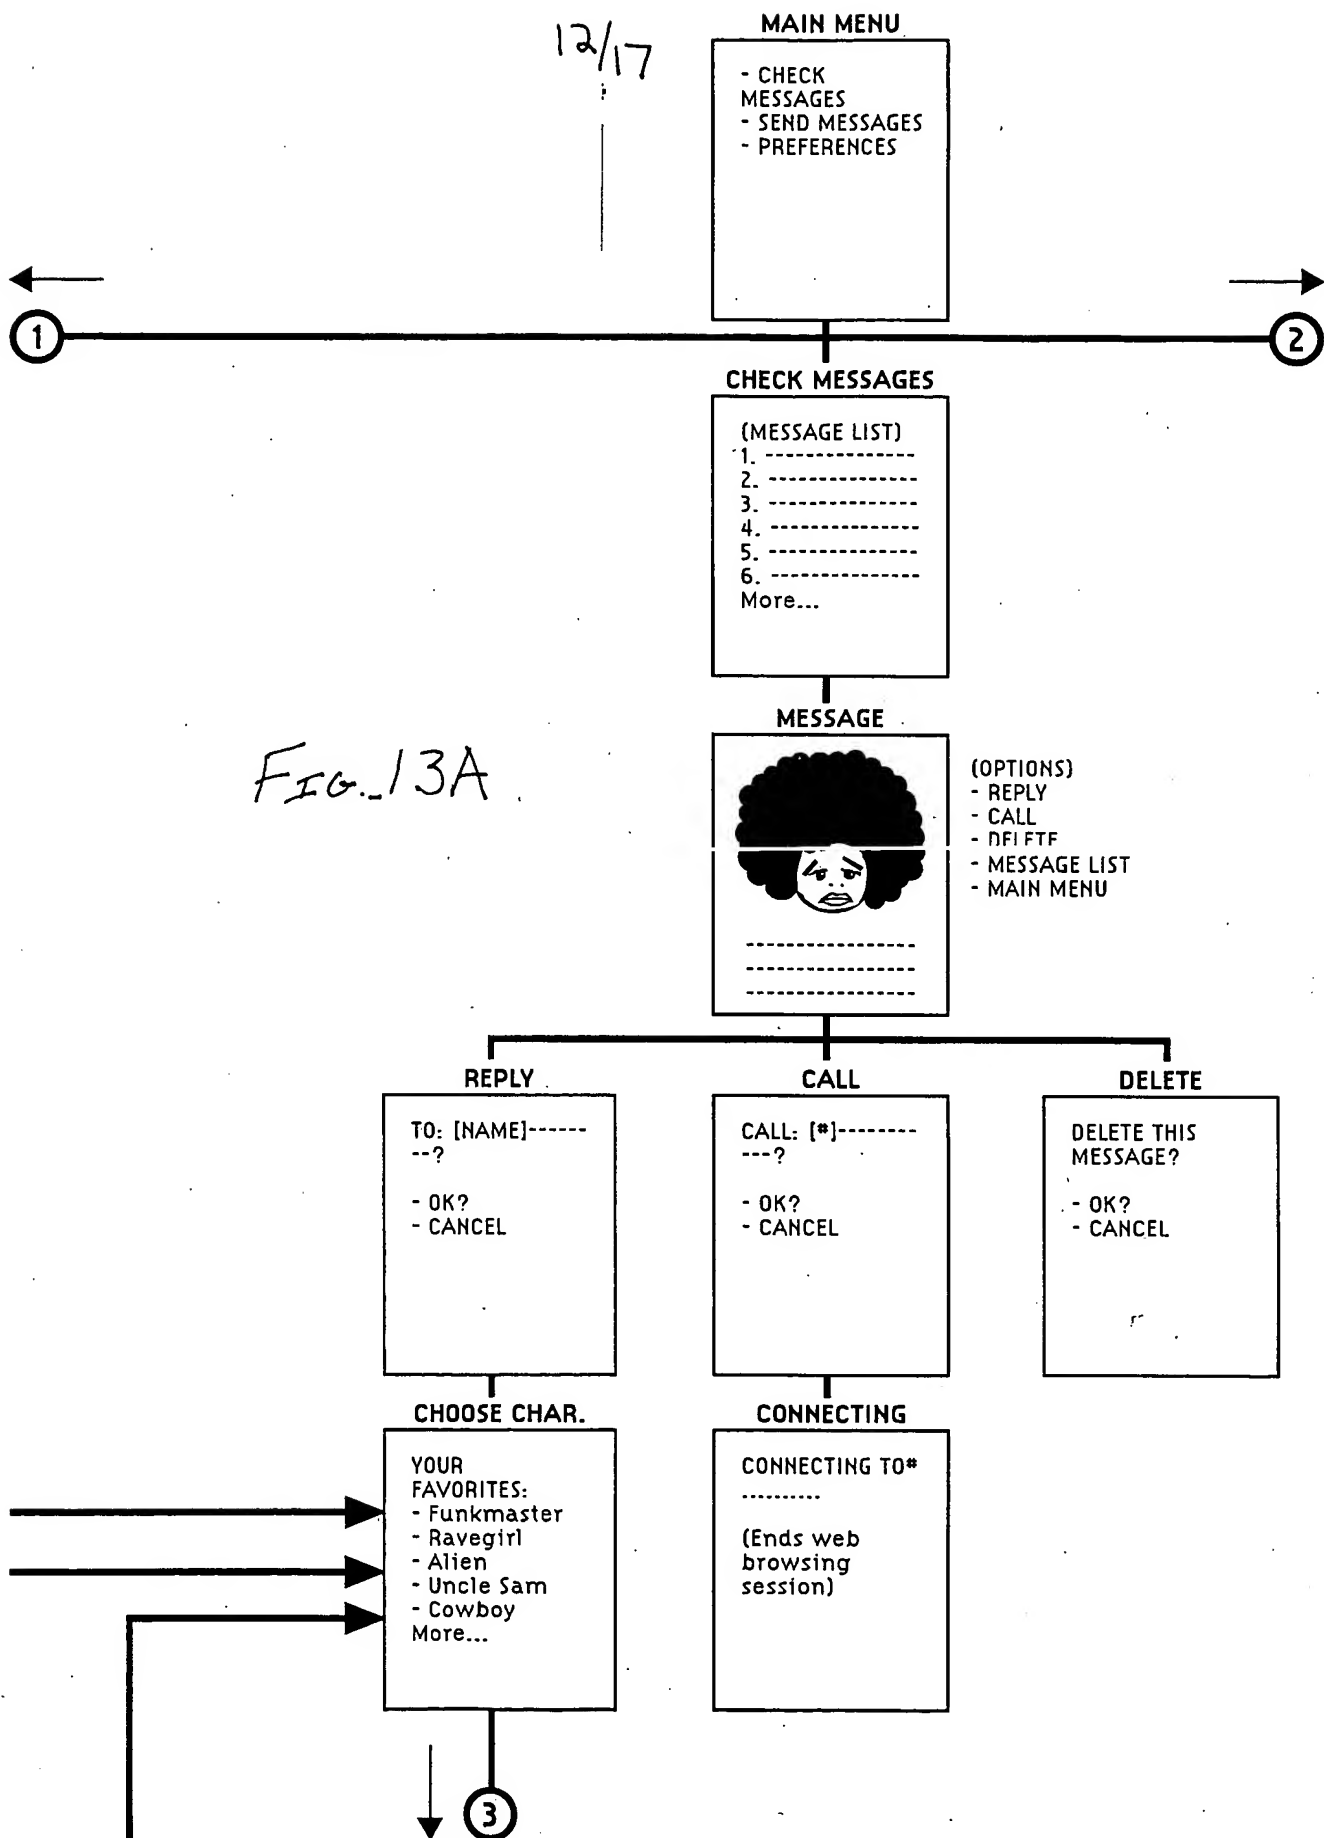 12/17
MAIN MENU
- CHECK
MESSAGES
- SEND MESSAGES
- PREFERENCES
1
2
CHECK MESSAGES
(MESSAGE LIST)
1. ---------------
2. ---------------
3. ---------------
4. ---------------
5. ---------------
6. ---------------
More...
MESSAGE
FIG._13A
(OPTIONS)
- REPLY
- CALL
- DELETE
- MESSAGE LIST
- MAIN MENU
REPLY
TO: [NAME]------
--?
- OK?
- CANCEL
CALL
CALL: [#]--------
---?
- OK?
- CANCEL
DELETE
DELETE THIS
MESSAGE?
- OK?
- CANCEL
CHOOSE CHAR.
YOUR
FAVORITES:
- Funkmaster
- Ravegirl
- Alien
- Uncle Sam
- Cowboy
More...
CONNECTING
CONNECTING TO#
----------
(Ends web
browsing
session)
3